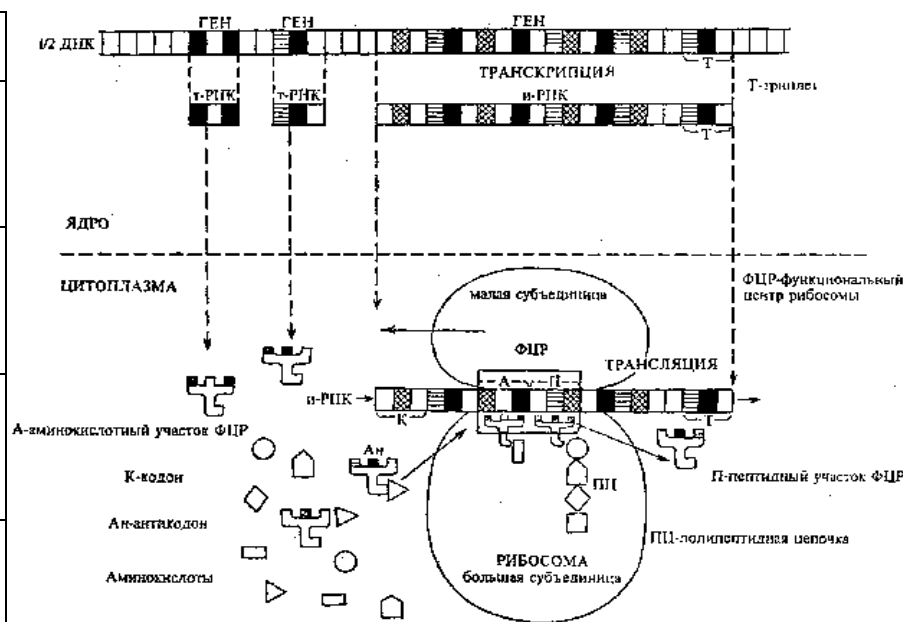 ГЕН ГЕН ГЕН
1/2 ДНК
Т
ТРАНСКРИПЦИЯ
Т-триплет
т-РНК т-РНК и-РНК
Т
ЯДРО
ЦИТОПЛАЗМА
ФЦР-функциональный
центр рибосомы
малая субъединица
ФЦР
ТРАНСЛЯЦИЯ
А П
и-РНК
К Т
А-аминокислотный участок ФЦР
Ан
К-кодон
П-пептидный участок ФЦР
ПЦ
Ан-антикодон
ПЦ-полипептидная цепочка
РИБОСОМА
большая субъединица
Аминокислоты